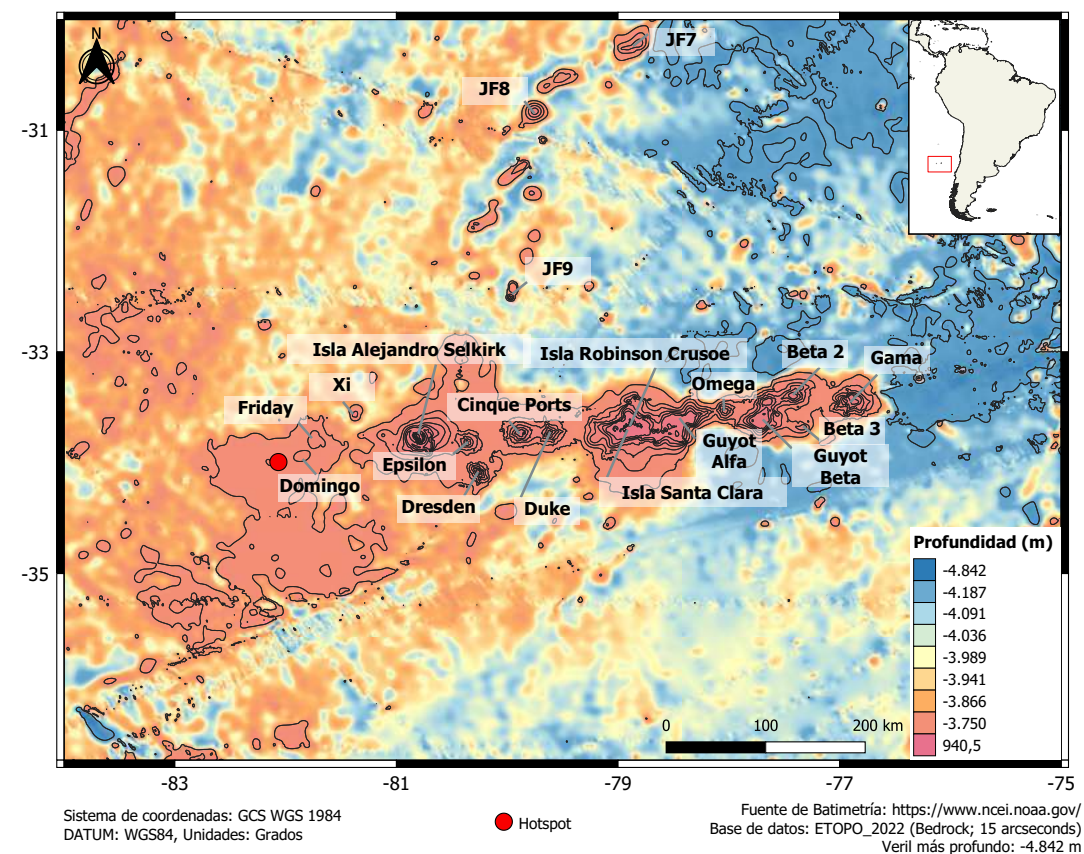 N
JF7
JF8
-31
JF9
-33
Isla Alejandro Selkirk
Isla Robinson Crusoe
Beta 2
Gama
Xi
Omega
Friday
Cinque Ports
Beta 3
Guyot
Alfa
Guyot
Beta
Epsilon
Domingo
Isla Santa Clara
Dresden
Duke
-35
Profundidad (m)
-4.842
-4.187
-4.091
-4.036
-3.989
-3.941
-3.866
-3.750
940,5
0 100 200 km
-83 -81 -79 -77 -75
Sistema de coordenadas: GCS WGS 1984
DATUM: WGS84, Unidades: Grados
Hotspot
Fuente de Batimetría: https://www.ncei.noaa.gov/
Base de datos: ETOPO_2022 (Bedrock; 15 arcseconds)
Veril más profundo: -4.842 m